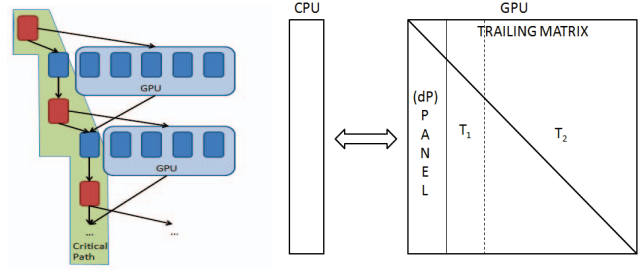 GPU
GPU
...
...
Critical
Path
CPU
GPU
TRAILING MATRIX
(dP)
P
A
N
E
L
T1
T2